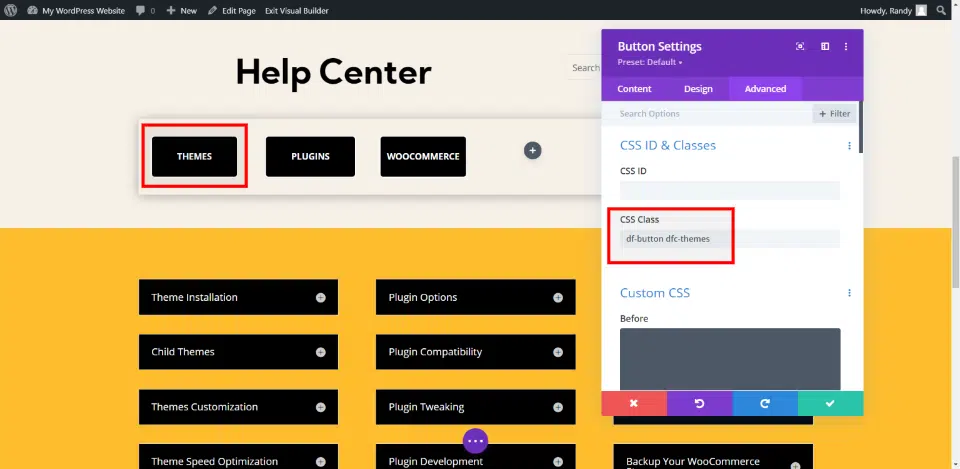 My WordPress Website 0 New Edit Page Exit Visual Builder Howdy, Randy
Help Center
Search
THEMES PLUGINS WOOCOMMERCE
Button Settings
Preset: Default
Content Design Advanced
Search Options + Filter
CSS ID & Classes
CSS ID
CSS Class
df-button dfc-themes
Custom CSS
Before
Theme Installation Plugin Options
Child Themes Plugin Compatibility
Themes Customization Plugin Tweaking
Theme Speed Optimization Plugin Development Backup Your WooCommerce